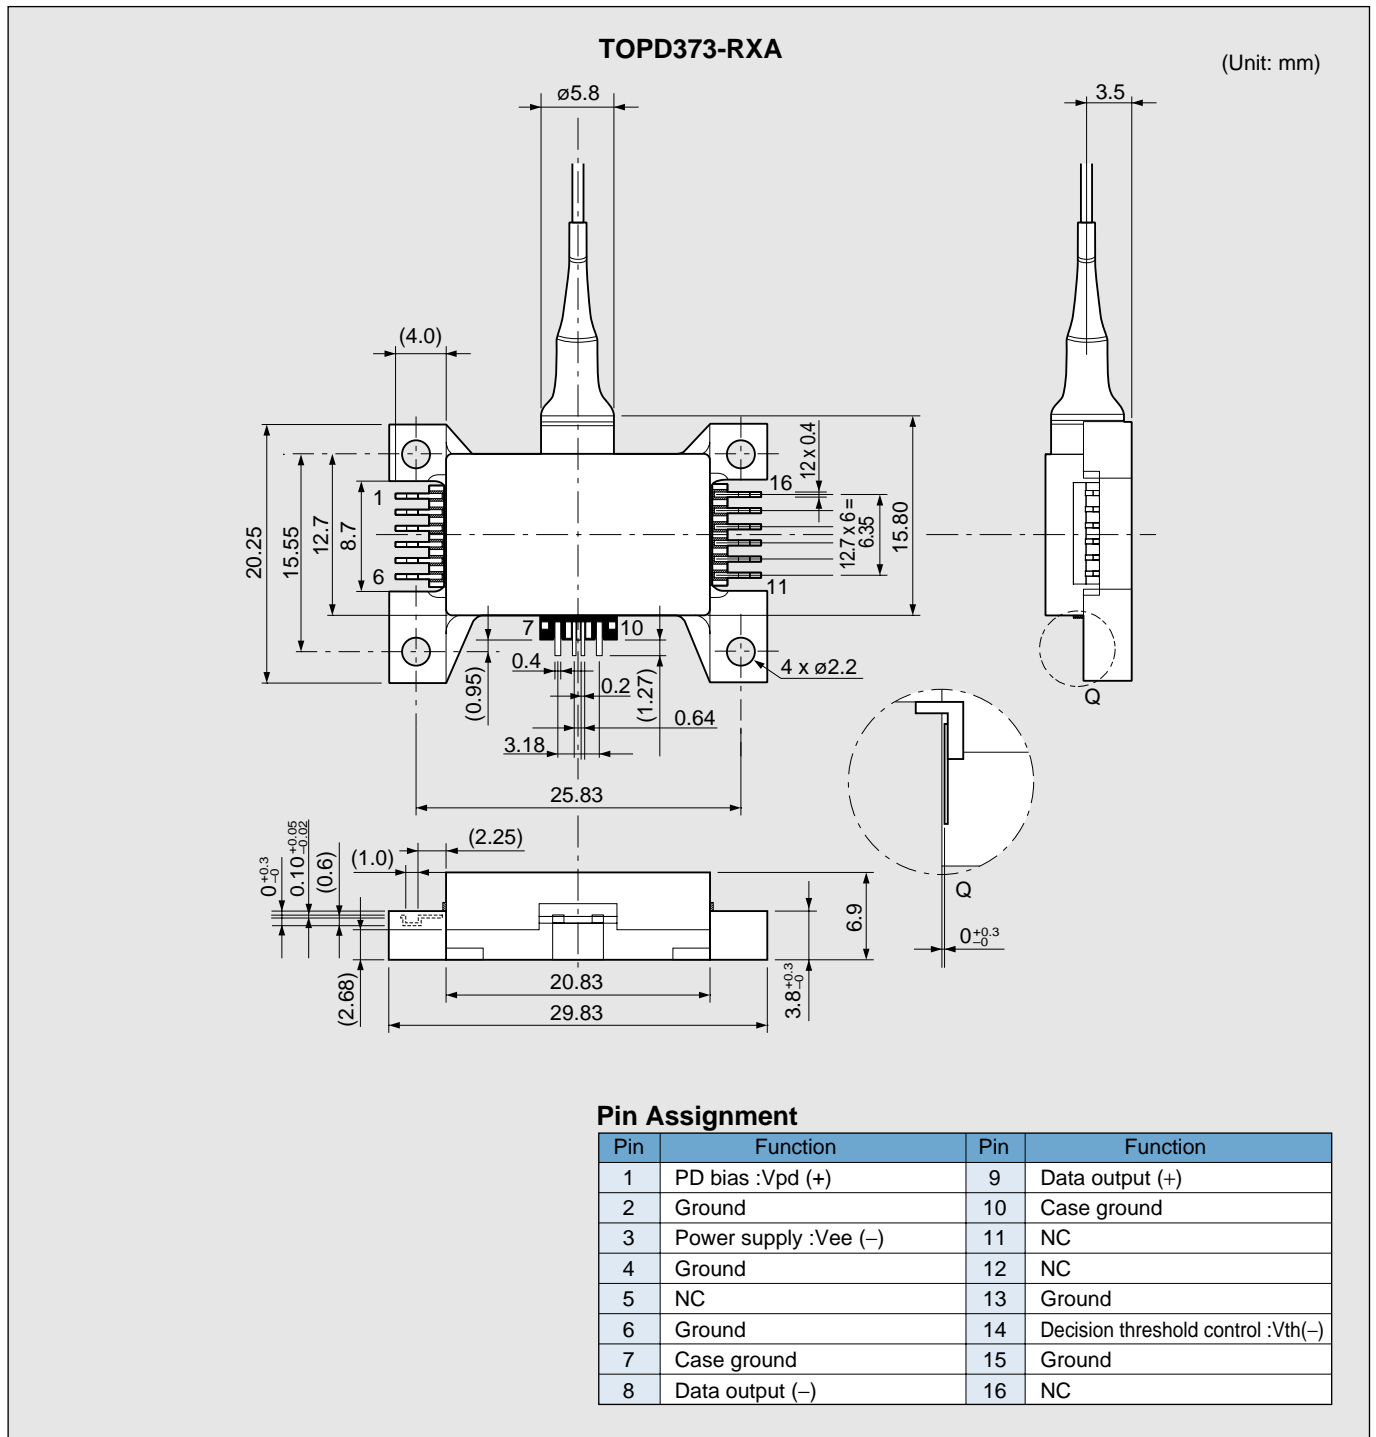 TOPD373-RXA
(Unit: mm)
ø5.8
3.5
(4.0)
12 x 0.4
1
16
20.25
15.55
12.7
8.7
12.7 x 6 =
6.35
15.80
6
11
7
10
4 x ø2.2
(0.95)
0.4
0.2
(1.27)
0.64
3.18
25.83
Q
(2.25)
(1.0)
0 +0.3 −0
0.10 +0.05 −0.02
(0.6)
(2.68)
6.9
3.8 +0.3 −0
20.83
29.83
Q
0 +0.3 −0
Pin Assignment
Pin Function Pin Function
1 PD bias :Vpd (+) 9 Data output (+)
2 Ground 10 Case ground
3 Power supply :Vee (−) 11 NC
4 Ground 12 NC
5 NC 13 Ground
6 Ground 14 Decision threshold control :Vth(−)
7 Case ground 15 Ground
8 Data output (−) 16 NC